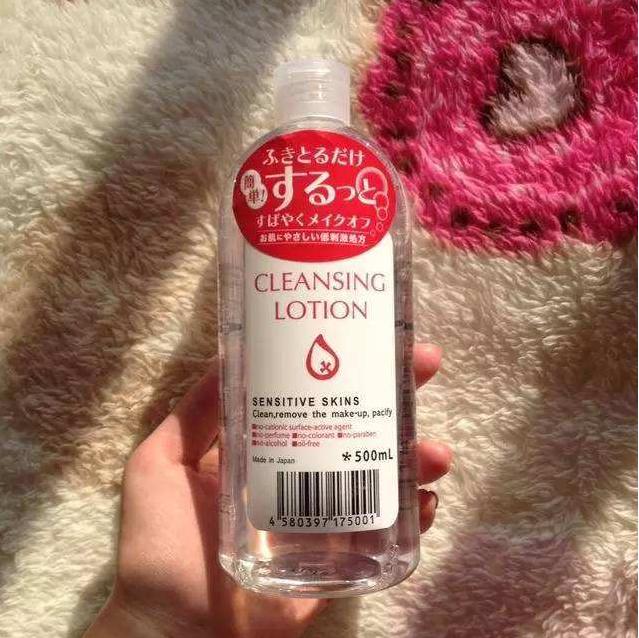 ふきとるだけ
簡単!
するっと
すばやくメイクオフ
お肌にやさしい低刺激処方
CLEANSING
LOTION
SENSITIVE SKINS
Clean,remove the make-up, pacify
■no-cationic surface-active agent
■no-perfome ■no-colorant ■no-paraben
■no-alcohol ■oil-free
Made in Japan
*500mL
4 580397 175001